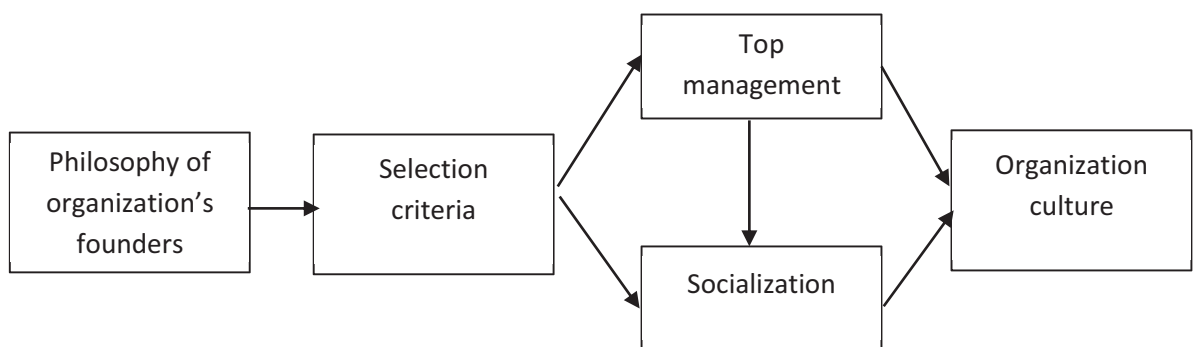 Philosophy of
organization’s
founders
Selection
criteria
Top
management
Socialization
Organization
culture